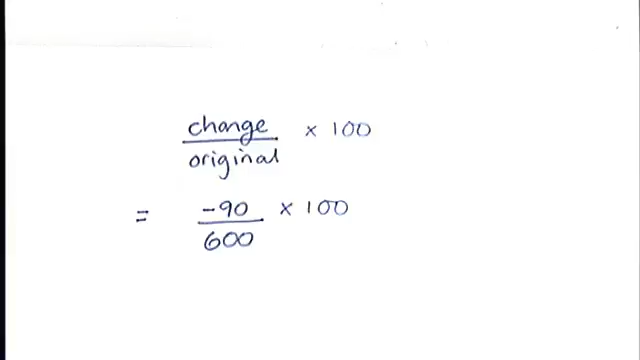 change/original × 100
= -90/600 × 100